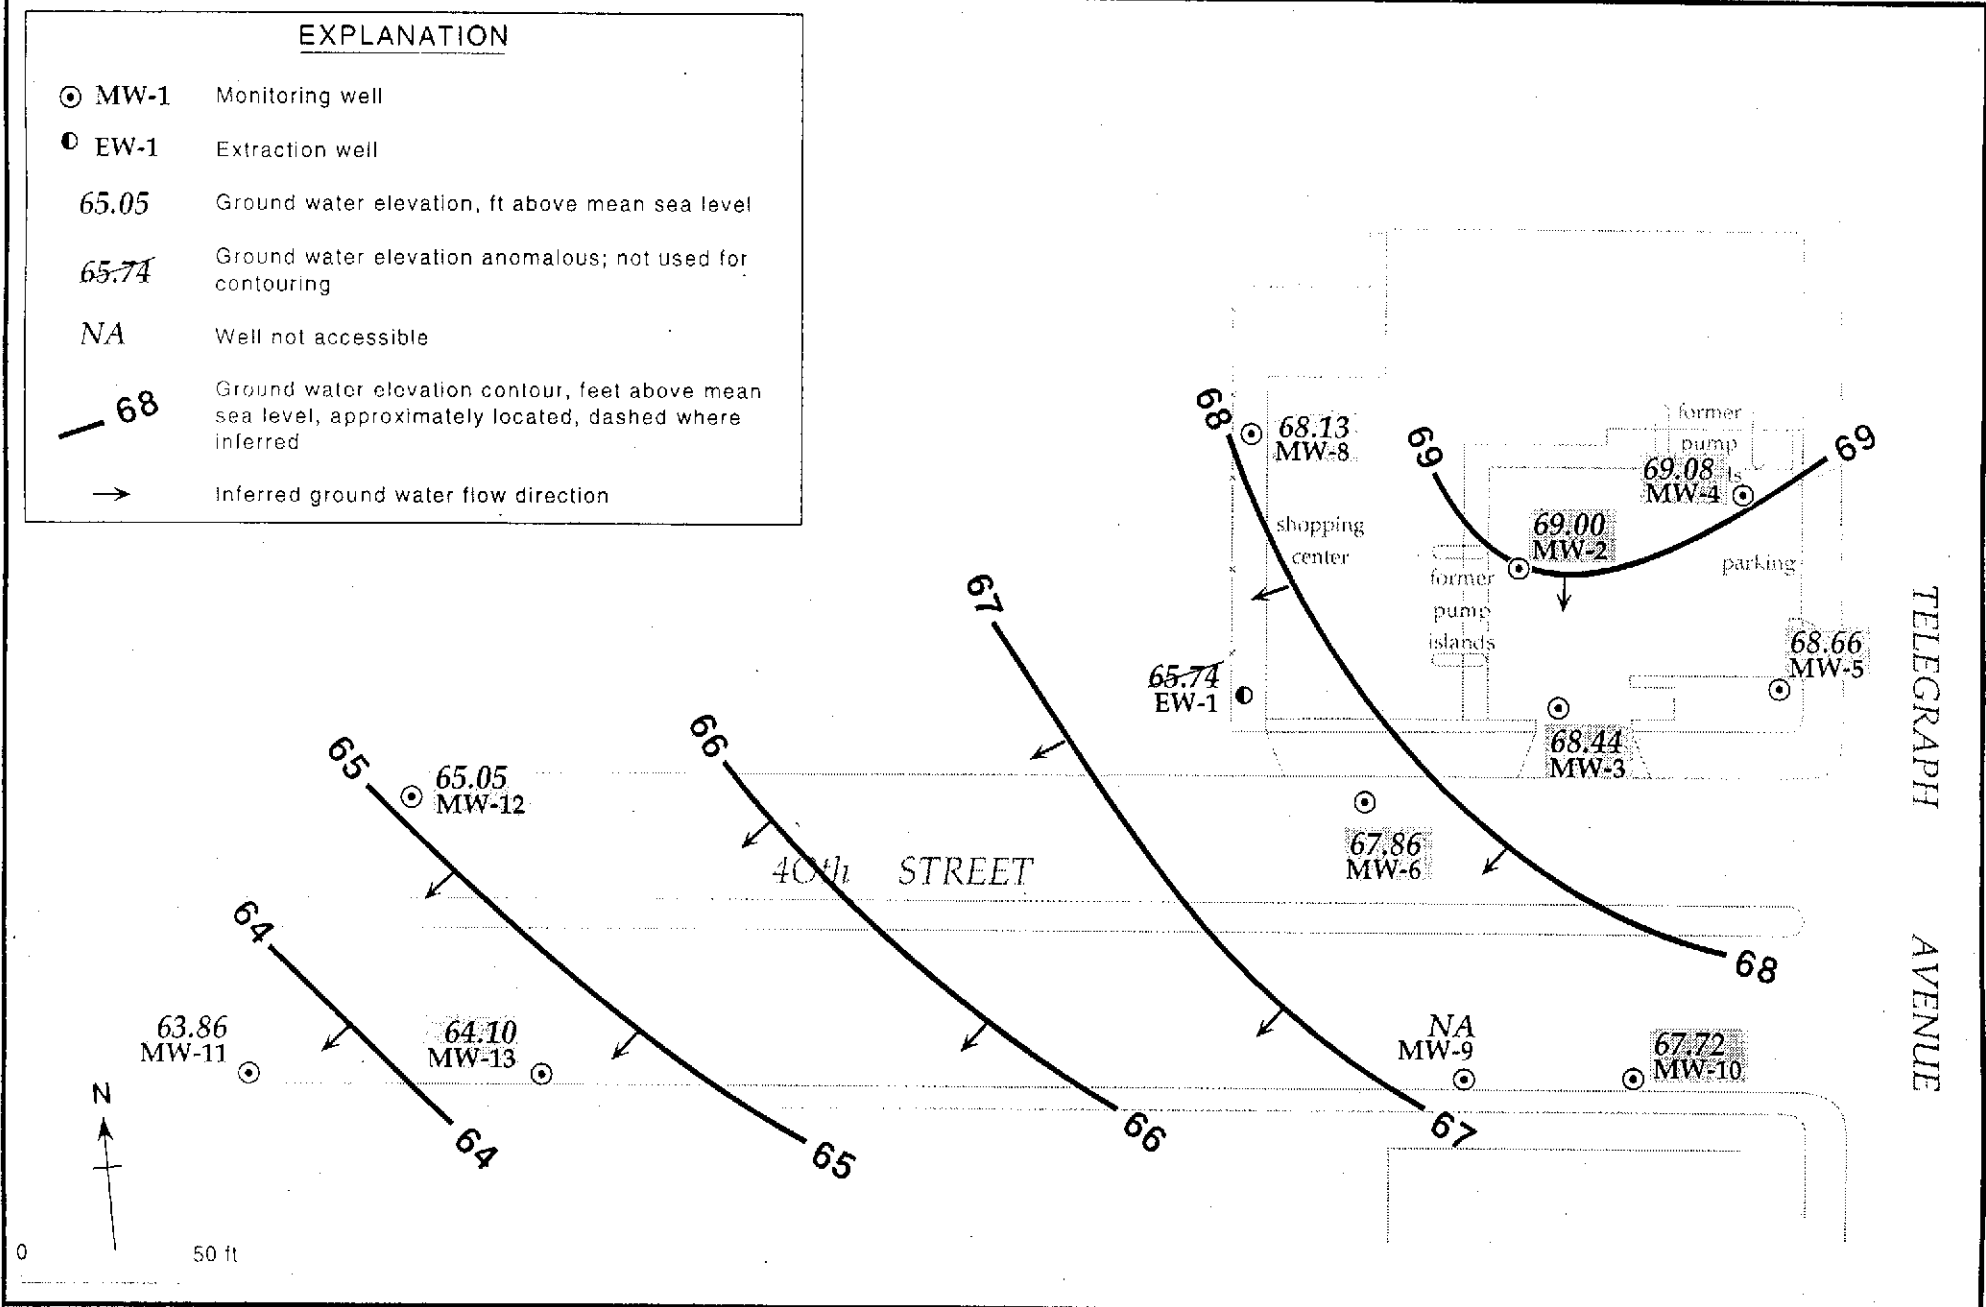 EXPLANATION
MW-1 Monitoring well
EW-1 Extraction well
65.05 Ground water elevation, ft above mean sea level
65.74 Ground water elevation anomalous; not used for
contouring
NA Well not accessible
68 Ground water elevation contour, feet above mean
sea level, approximately located, dashed where
inferred
Inferred ground water flow direction
68
68.13
MW-8
69
former
pump
69.08 ls
MW-4
69
shopping
center
69.00
MW-2
parking
former
pump
islands
67
68.66
MW-5
65.74
EW-1
68.44
MW-3
66
65
65.05
MW-12
67.86
MW-6
40th STREET
TELEGRAPH AVENUE
64
68
63.86
MW-11
64.10
MW-13
NA
MW-9
67.72
MW-10
64
65
66
67
N
0 50 ft